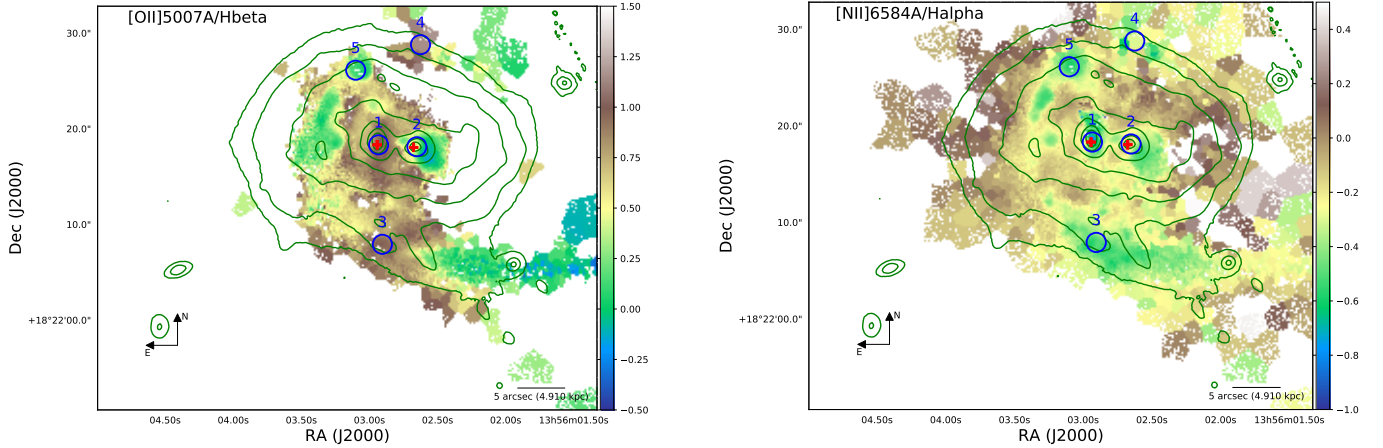 [OII]5007A/Hbeta
30.0"
20.0"
10.0"
+18°22'00.0"
Dec (J2000)
4
5
1
2
3
N
E
5 arcsec (4.910 kpc)
04.50s 04.00s 03.50s 03.00s 02.50s 02.00s 13h56m01.50s
RA (J2000)
1.50
1.25
1.00
0.75
0.50
0.25
0.00
−0.25
−0.50
[NII]6584A/Halpha
30.0"
20.0"
10.0"
+18°22'00.0"
Dec (J2000)
4
5
1
2
3
N
E
5 arcsec (4.910 kpc)
04.50s 04.00s 03.50s 03.00s 02.50s 02.00s 13h56m01.50s
RA (J2000)
0.4
0.2
0.0
−0.2
−0.4
−0.6
−0.8
−1.0